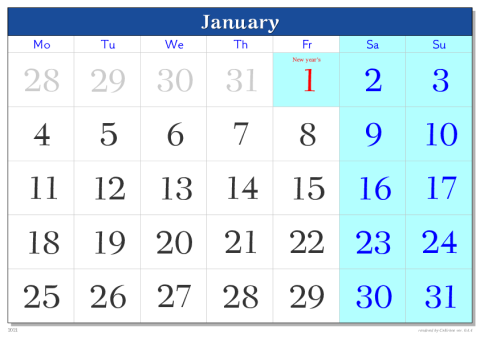 January
Mo Tu We Th Fr Sa Su
New year's
28 29 30 31 1 2 3
4 5 6 7 8 9 10
11 12 13 14 15 16 17
18 19 20 21 22 23 24
25 26 27 28 29 30 31
2021